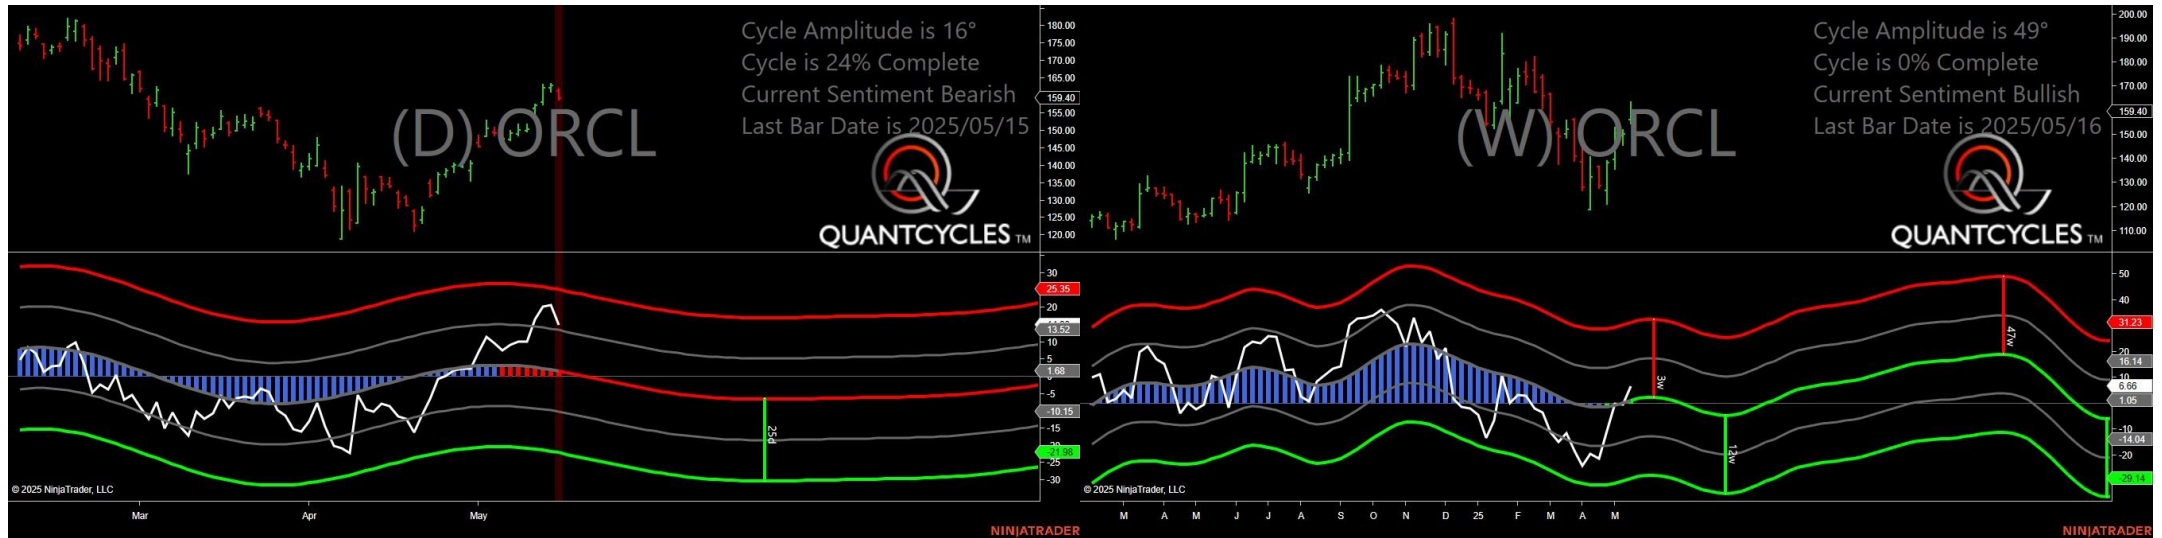 Cycle Amplitude is 16°
Cycle is 24% Complete
Current Sentiment Bearish
Last Bar Date is 2025/05/15
(D) ORCL
QUANTCYCLES TM
180.00
175.00
170.00
165.00
159.40
155.00
150.00
145.00
140.00
135.00
130.00
125.00
120.00
30
25.35
20
13.52
10
5
1.68
-5
-10.15
-15
-21.98
-25
-30
25d
© 2025 NinjaTrader, LLC
Mar Apr May
NINJATRADER
Cycle Amplitude is 49°
Cycle is 0% Complete
Current Sentiment Bullish
Last Bar Date is 2025/05/16
(W) ORCL
QUANTCYCLES TM
200.00
190.00
180.00
170.00
159.40
150.00
140.00
130.00
120.00
110.00
50
40
31.23
20
16.14
10
6.66
1.05
-10
-14.04
-20
-29.14
3w
12w
47w
© 2025 NinjaTrader, LLC
M A M J J A S O N D 25 F M A M
NINJATRADER